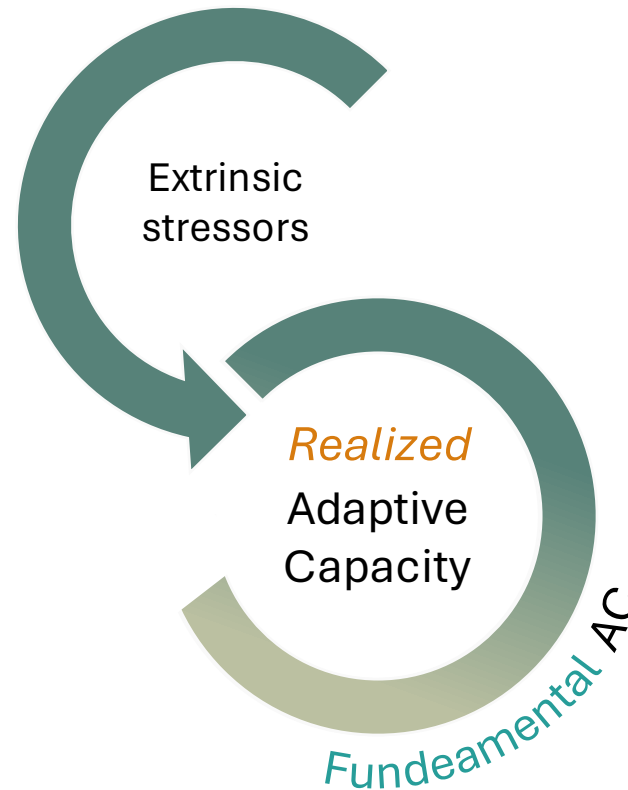 Extrinsic
stressors
Realized
Adaptive
Capacity
Fundeamental AC